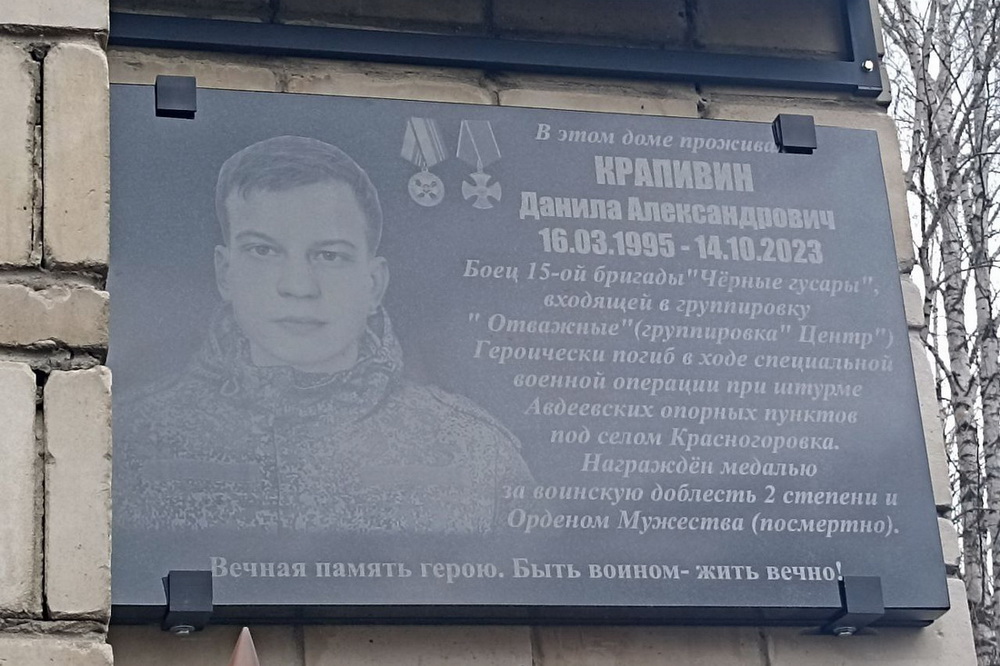 В этом доме прожива
КРАПИВИН
Данила Александрович
16.03.1995 - 14.10.2023
Боец 15-ой бригады"Чёрные гусары",
входящей в группировку
" Отважные"(группировка" Центр")
Героически погиб в ходе специальной
военной операции при штурме
Авдеевских опорных пунктов
под селом Красногоровка.
Награждён медалью
за воинскую доблесть 2 степени и
Орденом Мужества (посмертно).
Вечная память герою. Быть воином- жить вечно!